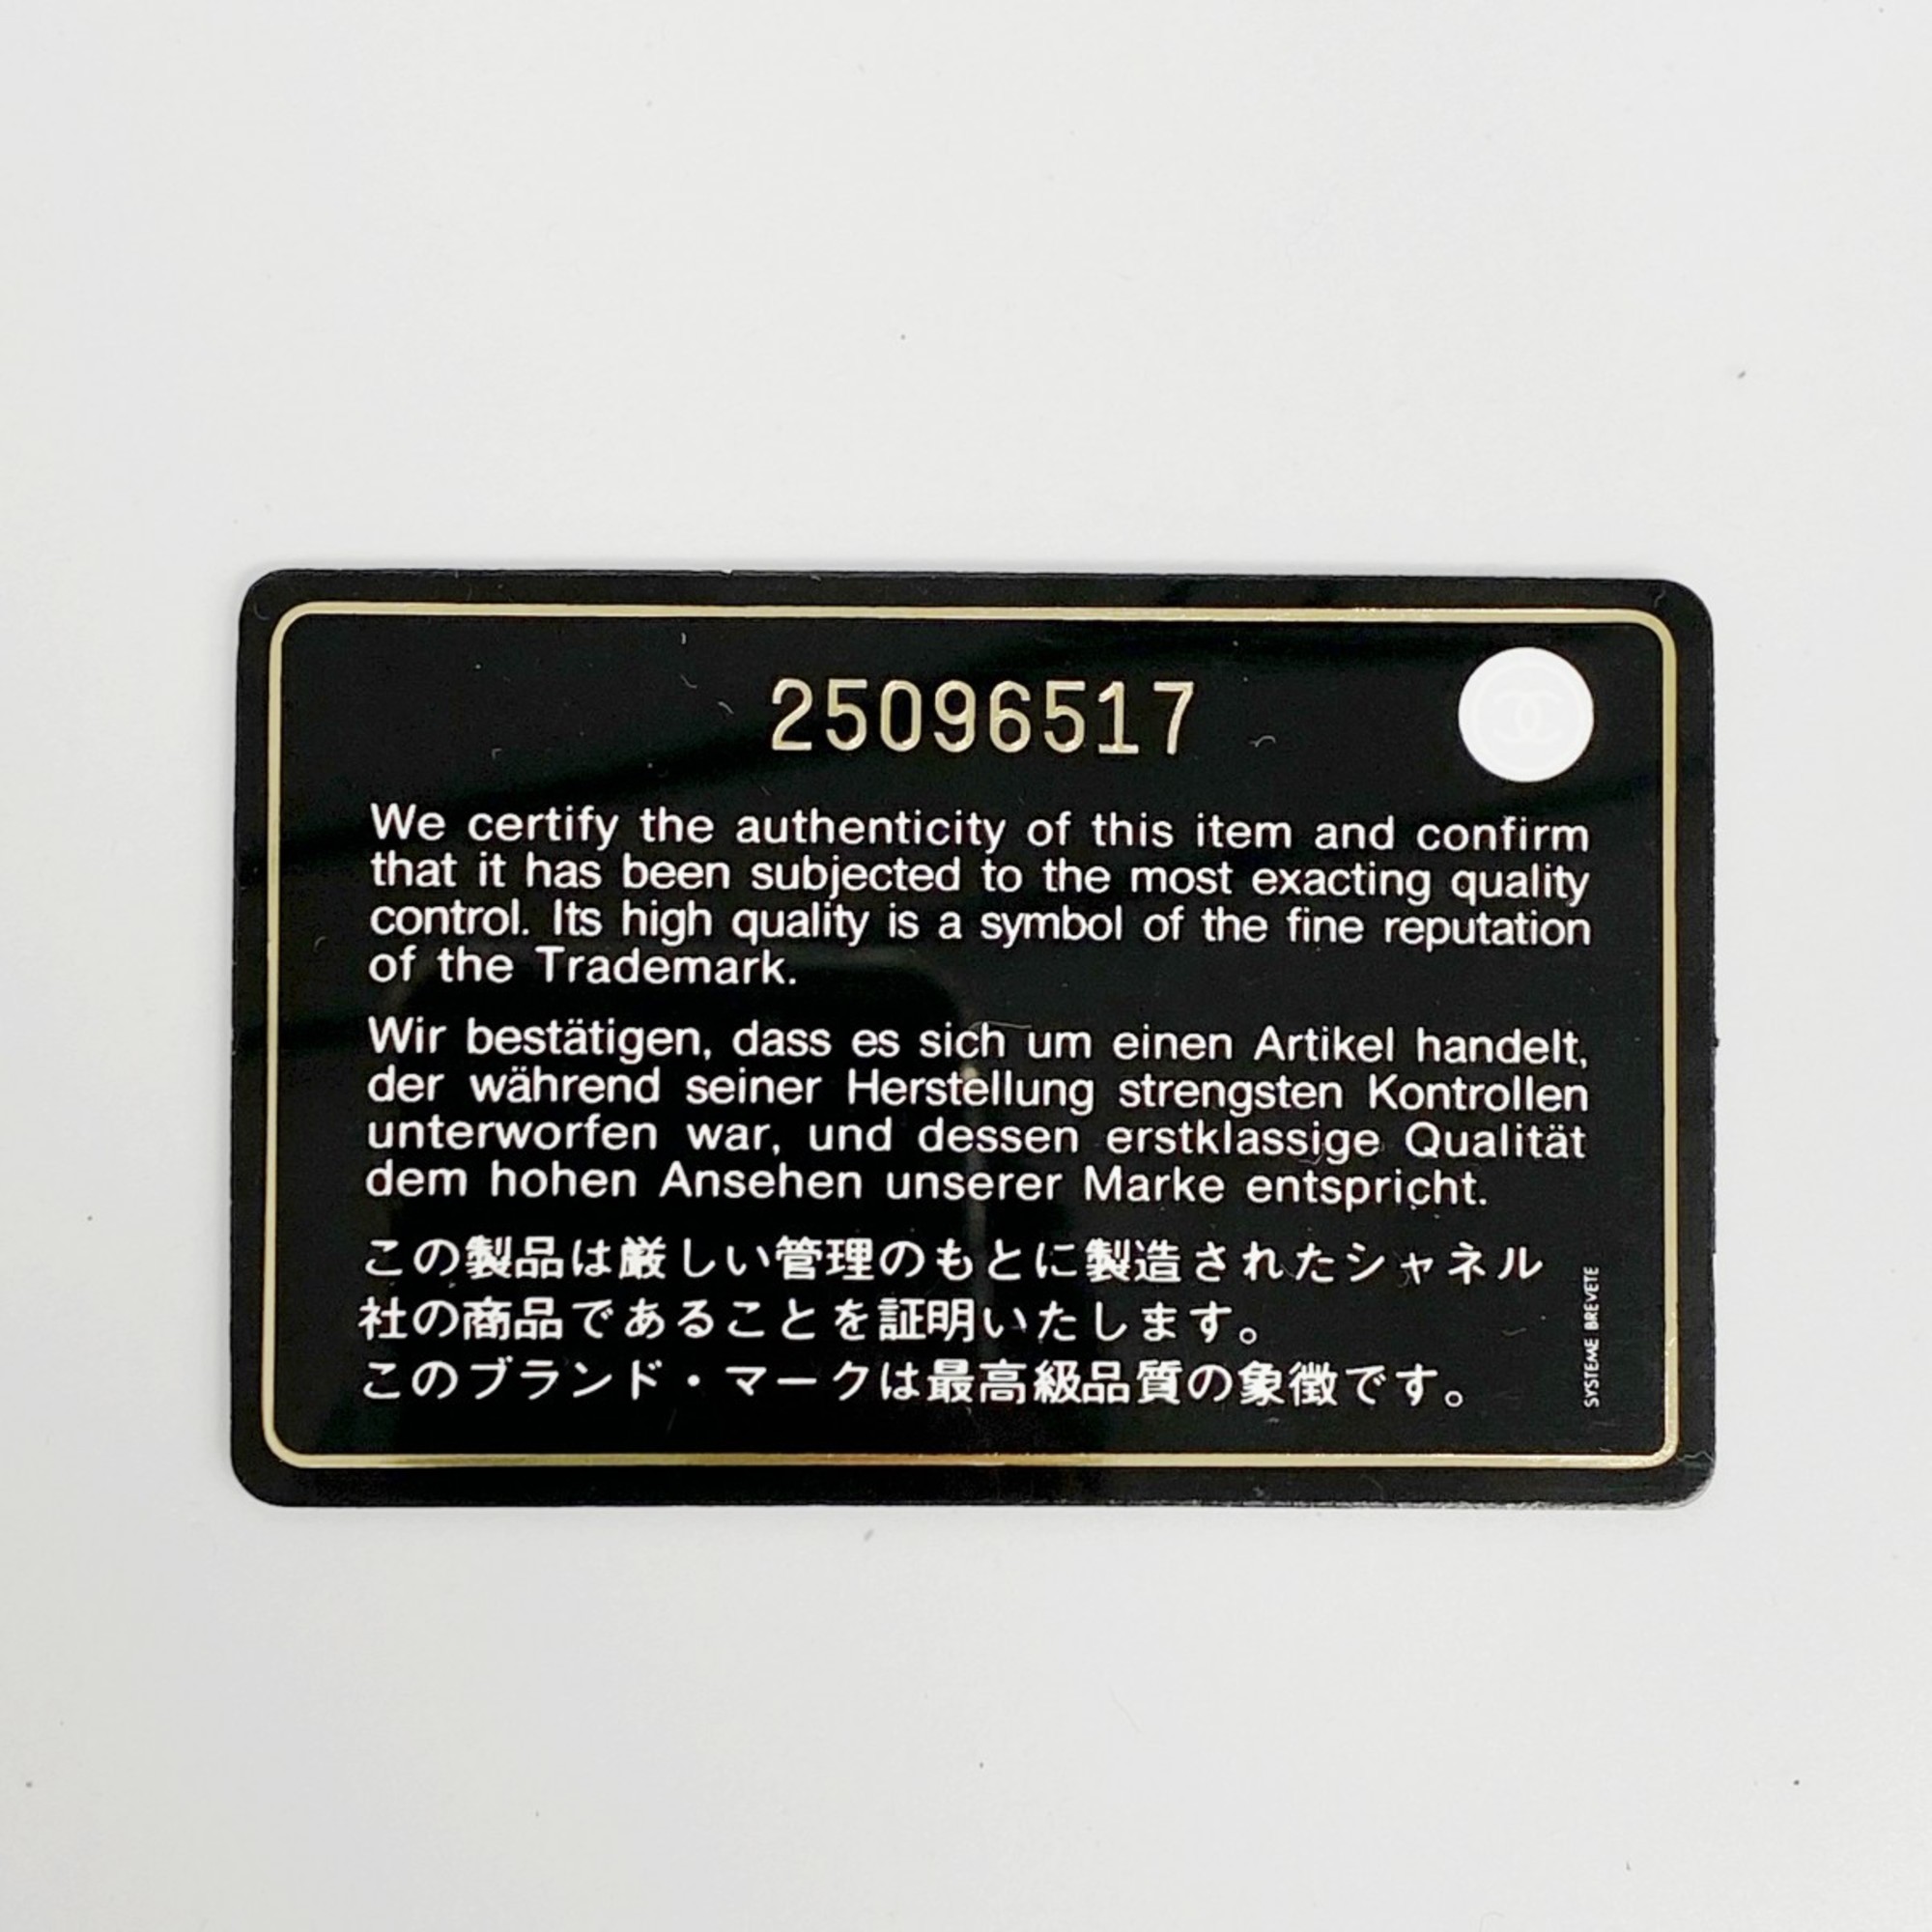 25096517
We certify the authenticity of this item and confirm
that it has been subjected to the most exacting quality
control. Its high quality is a symbol of the fine reputation
of the Trademark.
Wir bestätigen, dass es sich um einen Artikel handelt,
der während seiner Herstellung strengsten Kontrollen
unterworfen war, und dessen erstklassige Qualität
dem hohen Ansehen unserer Marke entspricht.
この製品は厳しい管理のもとに製造されたシャネル
社の商品であることを証明いたします。
このブランド・マークは最高級品質の象徴です。
SYSTEME BREVETE